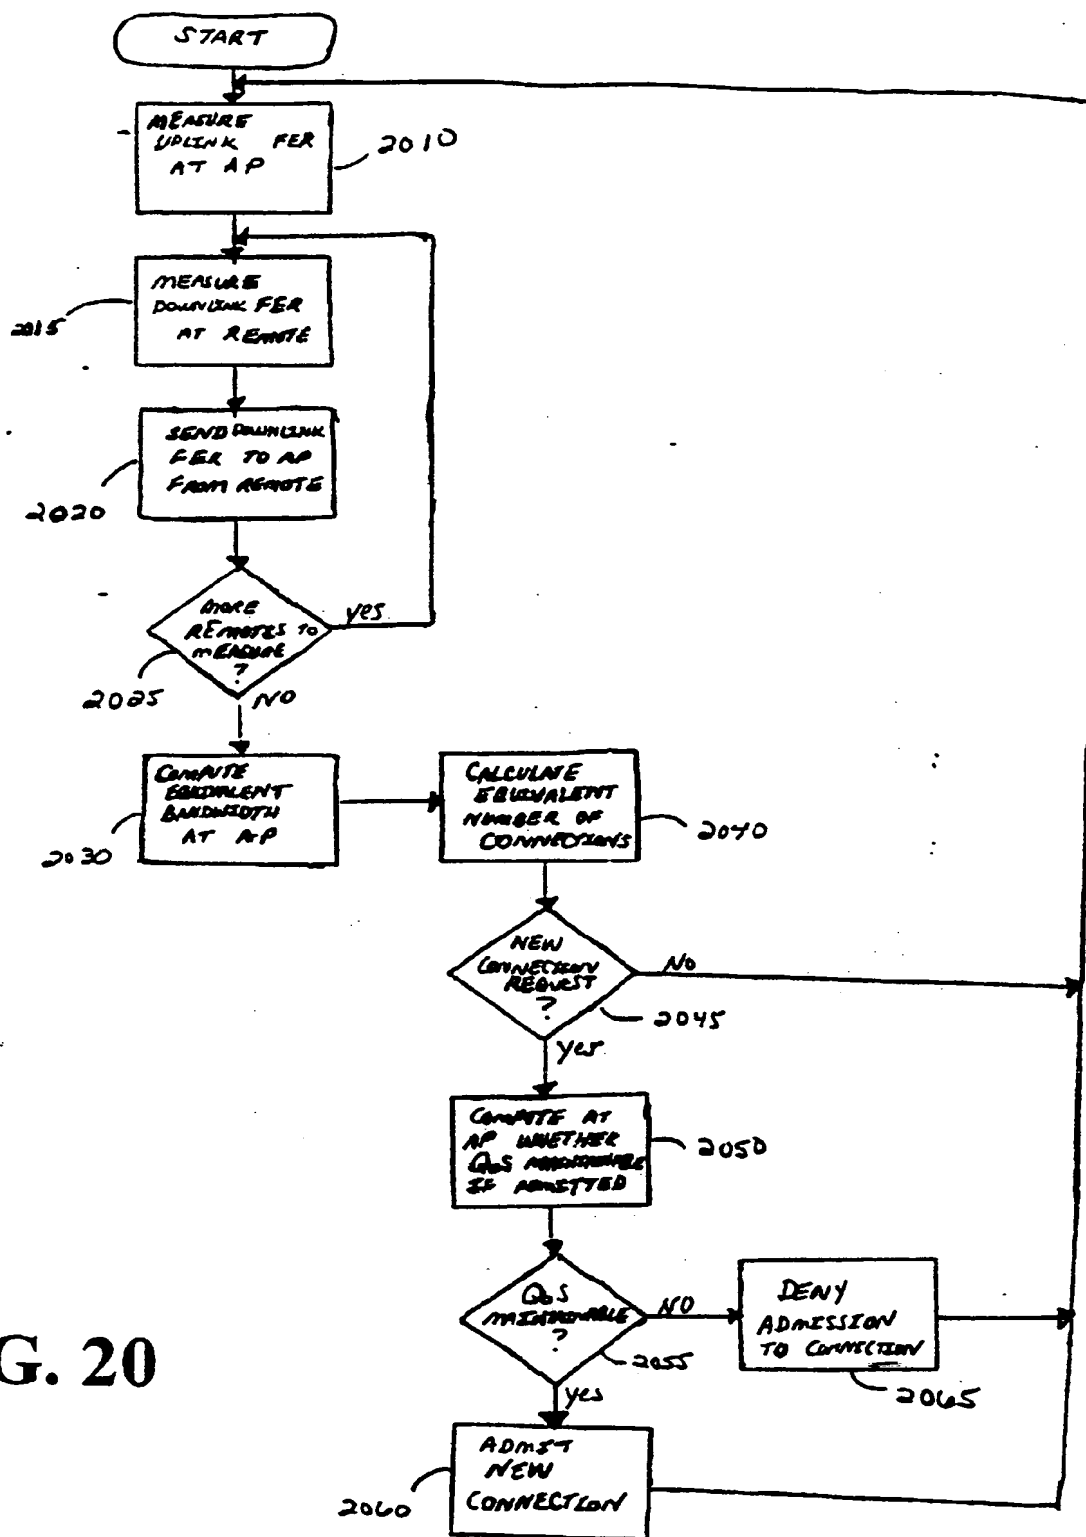 START
MEASURE
UPLINK FER
AT AP
2010
MEASURE
DOWNLINK FER
AT REMOTE
2015
SEND DOWNLINK
FER TO AP
FROM REMOTE
2020
MORE
REMOTES TO
MEASURE
?
yes
2025
NO
COMPUTE
EQUIVALENT
BANDWIDTH
AT AP
2030
CALCULATE
EQUIVALENT
NUMBER OF
CONNECTIONS
2040
NEW
CONNECTION
REQUEST
?
NO
2045
yes
COMPUTE AT
AP WHETHER
QoS MAINTAINABLE
IF ADMITTED
2050
QoS
MAINTAINABLE
?
NO
2055
yes
DENY
ADMISSION
TO CONNECTION
2065
ADMIT
NEW
CONNECTION
2060
G. 20